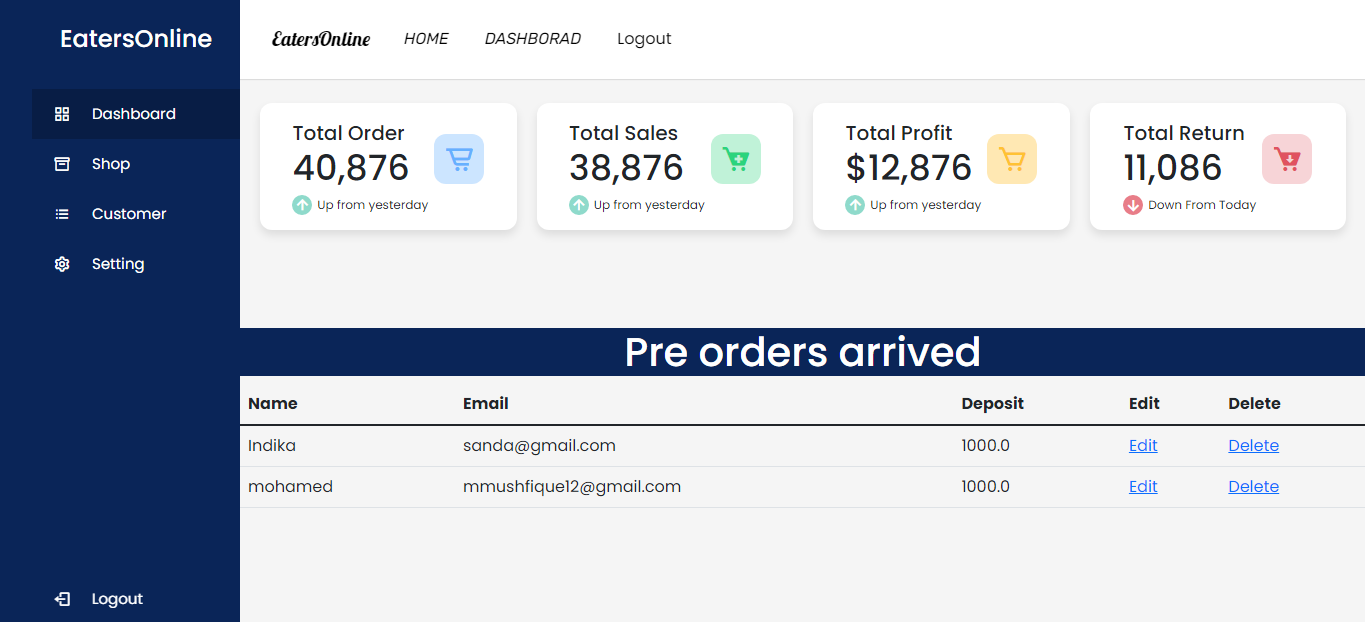 EatersOnline
Dashboard
Shop
Customer
Setting
Logout
EatersOnline HOME DASHBORAD Logout
Total Order
40,876
Up from yesterday
Total Sales
38,876
Up from yesterday
Total Profit
$12,876
Up from yesterday
Total Return
11,086
Down From Today
Pre orders arrived
Name Email Deposit Edit Delete
Indika sanda@gmail.com 1000.0 Edit Delete
mohamed mmushfique12@gmail.com 1000.0 Edit Delete